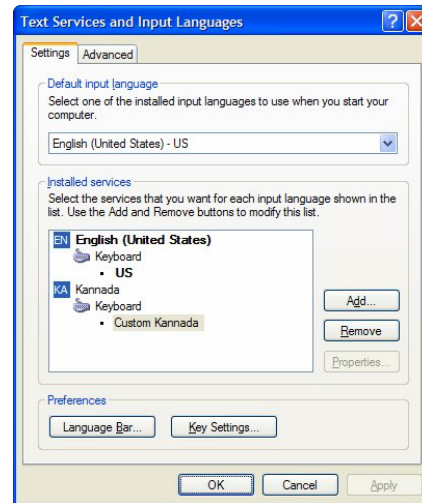 Text Services and Input Languages
Settings
Advanced
Default input language
Select one of the installed input languages to use when you start your
computer.
English (United States) - US
Installed services
Select the services that you want for each input language shown in the
list. Use the Add and Remove buttons to modify this list.
EN English (United States)
Keyboard
• US
KA Kannada
Keyboard
• Custom Kannada
Add...
Remove
Properties...
Preferences
Language Bar...
Key Settings...
OK
Cancel
Apply